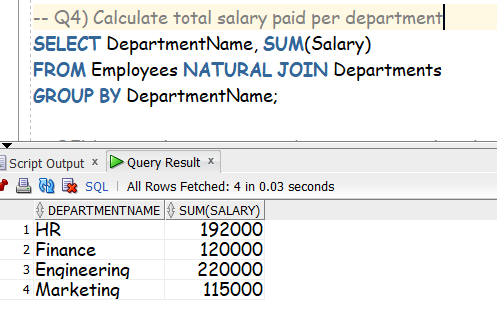 -- Q4) Calculate total salary paid per department
SELECT DepartmentName, SUM(Salary)
FROM Employees NATURAL JOIN Departments
GROUP BY DepartmentName;
Script Output x Query Result x
SQL | All Rows Fetched: 4 in 0.03 seconds
DEPARTMENTNAME SUM(SALARY)
1 HR 192000
2 Finance 120000
3 Engineering 220000
4 Marketing 115000